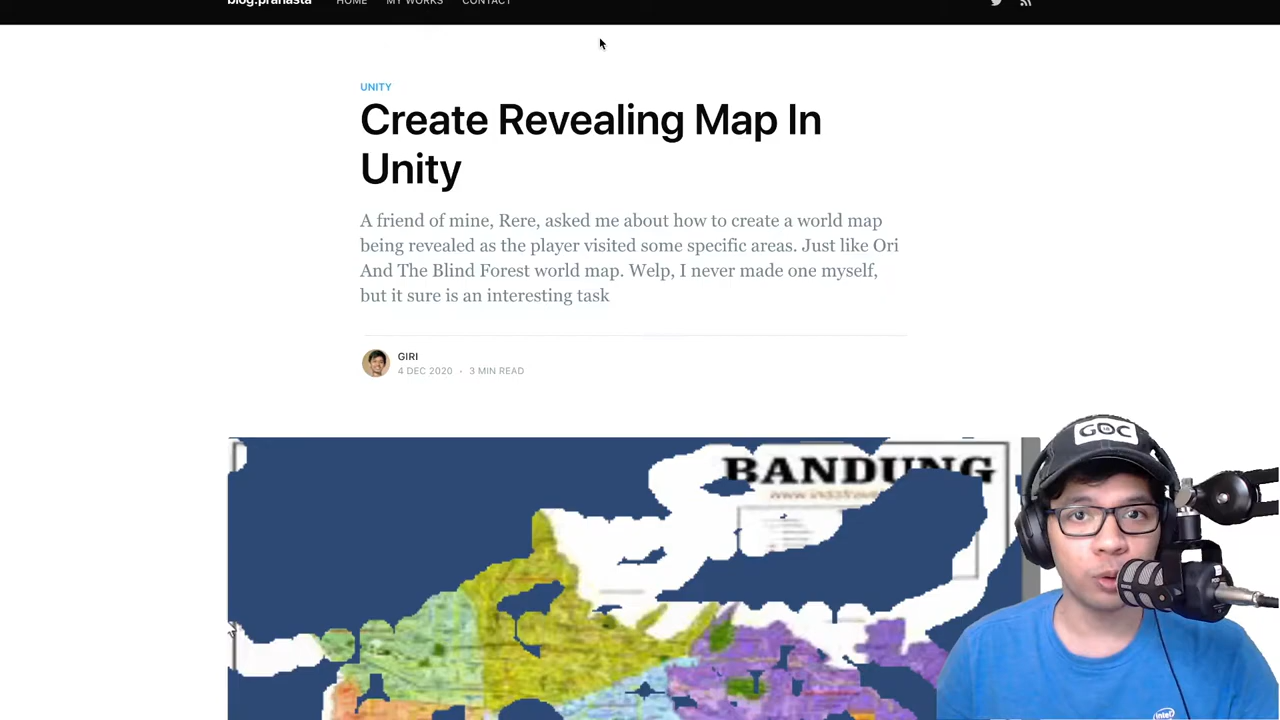 blog.pranasta HOME MY WORKS CONTACT
UNITY
Create Revealing Map In
Unity
A friend of mine, Rere, asked me about how to create a world map
being revealed as the player visited some specific areas. Just like Ori
And The Blind Forest world map. Welp, I never made one myself,
but it sure is an interesting task
GIRI
4 DEC 2020 • 3 MIN READ
BANDUNG
GDC
intel